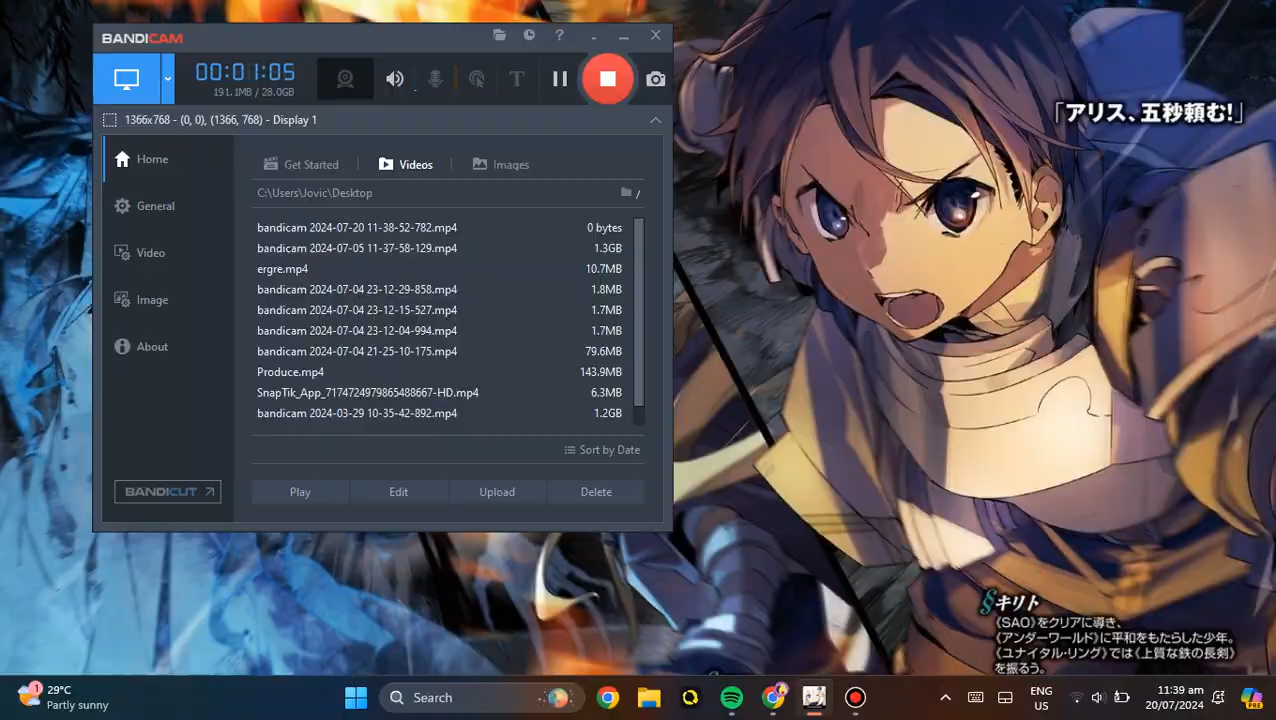 BANDICAM
00:01:05
191.1MB / 28.0GB
1366x768 - (0, 0), (1366, 768) - Display 1
Home
General
Video
Image
About
BANDICUT
Get Started
Videos
Images
C:\Users\Jovic\Desktop
/
bandicam 2024-07-20 11-38-52-782.mp4 0 bytes
bandicam 2024-07-05 11-37-58-129.mp4 1.3GB
ergre.mp4 10.7MB
bandicam 2024-07-04 23-12-29-858.mp4 1.8MB
bandicam 2024-07-04 23-12-15-527.mp4 1.7MB
bandicam 2024-07-04 23-12-04-994.mp4 1.7MB
bandicam 2024-07-04 21-25-10-175.mp4 79.6MB
Produce.mp4 143.9MB
SnapTik_App_7174724979865488667-HD.mp4 6.3MB
bandicam 2024-03-29 10-35-42-892.mp4 1.2GB
Sort by Date
Play Edit Upload Delete
「アリス、五秒頼む!」
§キリト
《SAO》をクリアに導き、
《アンダーワールド》に平和をもたらした少年。
《ユナイタル・リング》では《上質な鉄の長剣》
を振るう。
1
29°C
Partly sunny
Search
ENG
US
11:39 am
20/07/2024
PRE